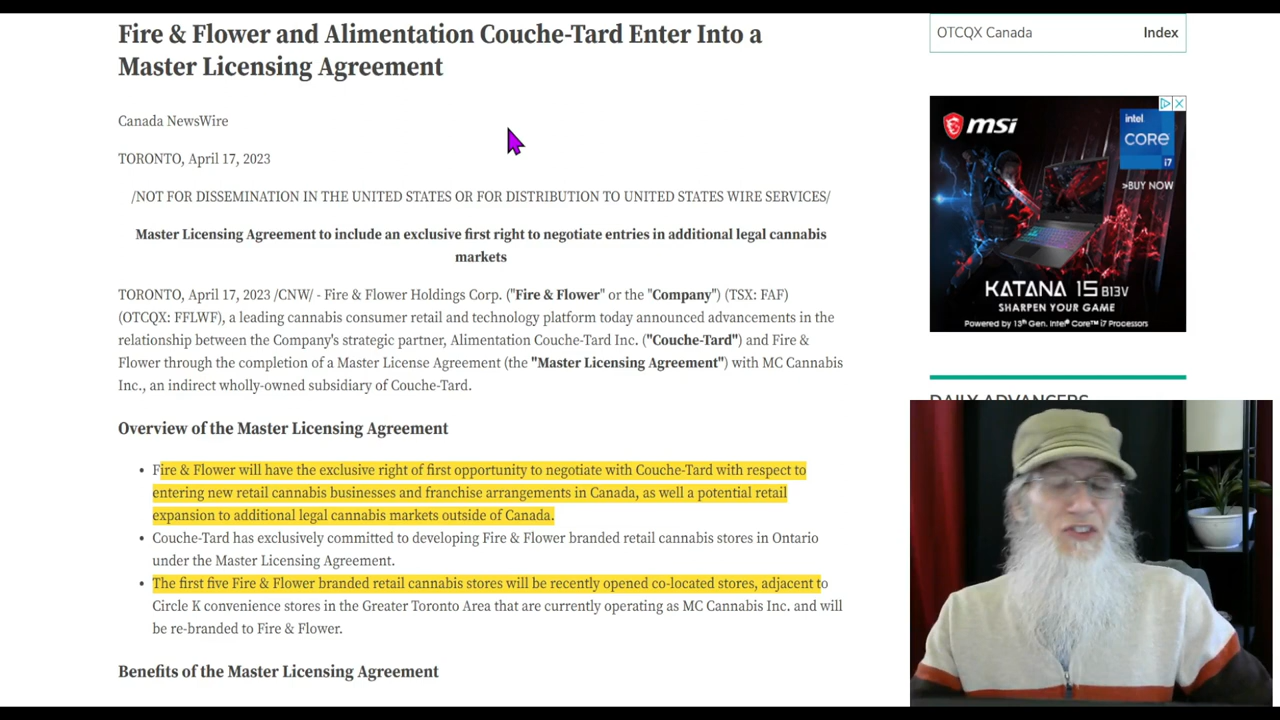 Fire & Flower and Alimentation Couche-Tard Enter Into a
Master Licensing Agreement
Canada NewsWire
TORONTO, April 17, 2023
/NOT FOR DISSEMINATION IN THE UNITED STATES OR FOR DISTRIBUTION TO UNITED STATES WIRE SERVICES/
Master Licensing Agreement to include an exclusive first right to negotiate entries in additional legal cannabis
markets
TORONTO, April 17, 2023 /CNW/ - Fire & Flower Holdings Corp. ("Fire & Flower" or the "Company") (TSX: FAF)
(OTCQX: FFLWF), a leading cannabis consumer retail and technology platform today announced advancements in the
relationship between the Company's strategic partner, Alimentation Couche-Tard Inc. ("Couche-Tard") and Fire &
Flower through the completion of a Master License Agreement (the "Master Licensing Agreement") with MC Cannabis
Inc., an indirect wholly-owned subsidiary of Couche-Tard.
Overview of the Master Licensing Agreement
• Fire & Flower will have the exclusive right of first opportunity to negotiate with Couche-Tard with respect to
entering new retail cannabis businesses and franchise arrangements in Canada, as well a potential retail
expansion to additional legal cannabis markets outside of Canada.
• Couche-Tard has exclusively committed to developing Fire & Flower branded retail cannabis stores in Ontario
under the Master Licensing Agreement.
• The first five Fire & Flower branded retail cannabis stores will be recently opened co-located stores, adjacent to
Circle K convenience stores in the Greater Toronto Area that are currently operating as MC Cannabis Inc. and will
be re-branded to Fire & Flower.
Benefits of the Master Licensing Agreement
OTCQX Canada Index
msi
intel
CORE
i7
>BUY NOW
KATANA 15 B13V
SHARPEN YOUR GAME
Powered by 13th Gen. Intel® Core™ i7 Processors
DAILY ADVANCERS